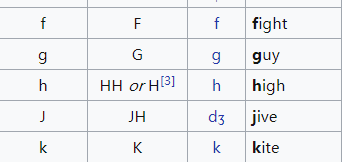 f F f fight
g G g guy
h HH or H[3] h high
J JH dʒ jive
k K k kite